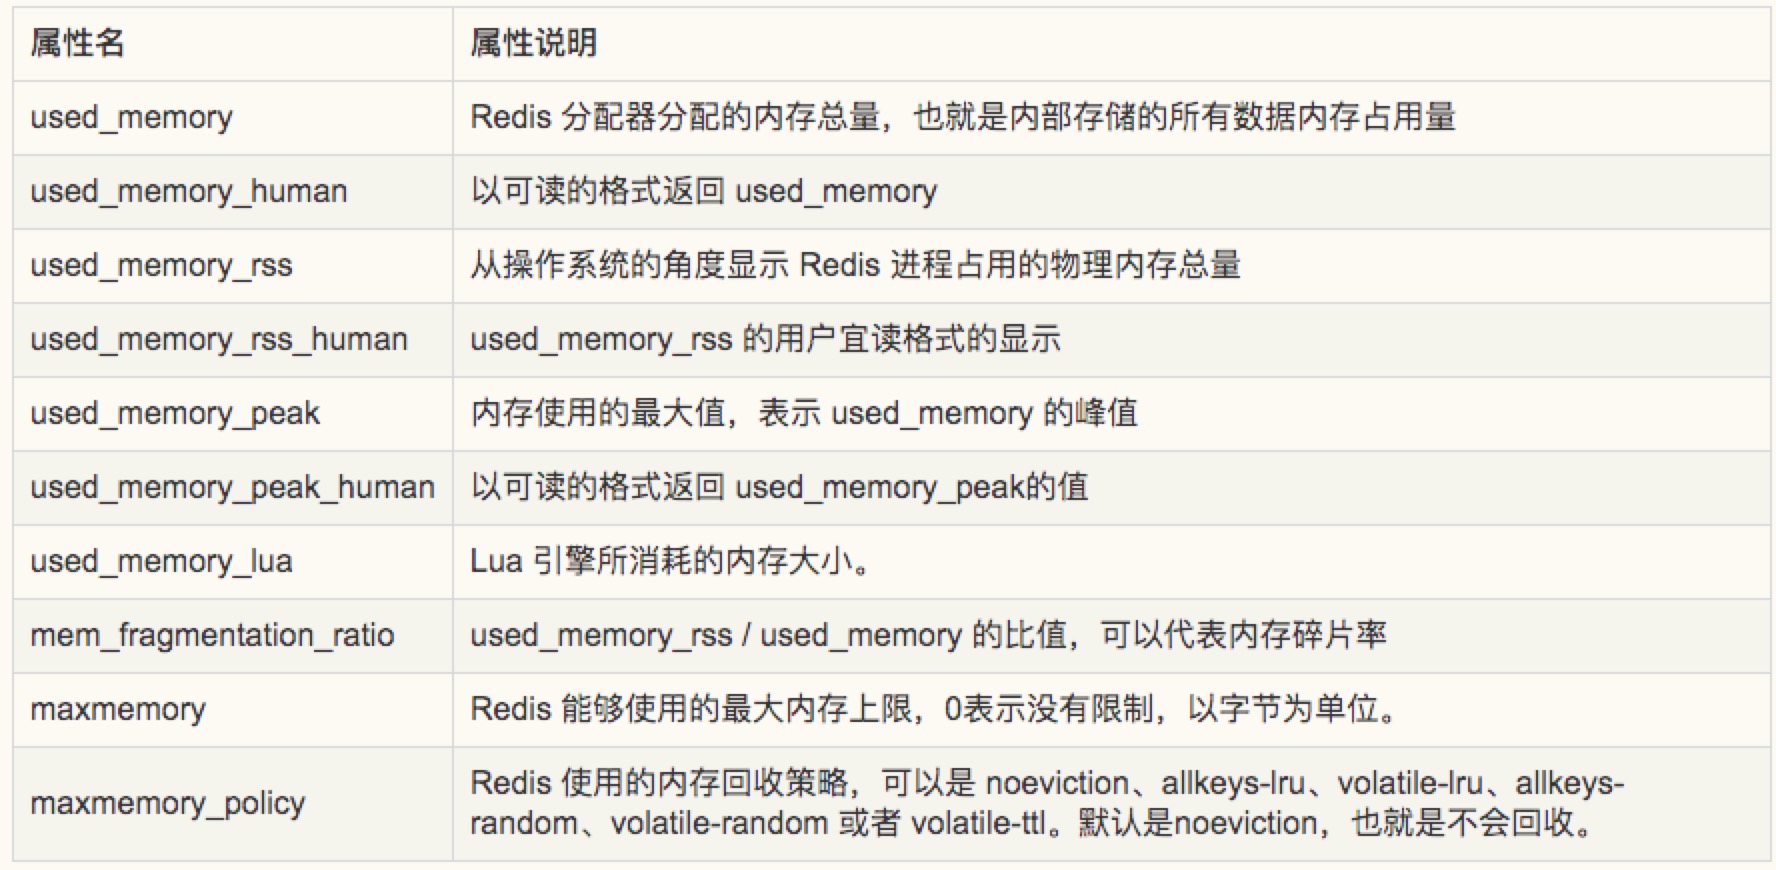 属性名 属性说明
used_memory Redis 分配器分配的内存总量，也就是内部存储的所有数据内存占用量
used_memory_human 以可读的格式返回 used_memory
used_memory_rss 从操作系统的角度显示 Redis 进程占用的物理内存总量
used_memory_rss_human used_memory_rss 的用户宜读格式的显示
used_memory_peak 内存使用的最大值，表示 used_memory 的峰值
used_memory_peak_human 以可读的格式返回 used_memory_peak的值
used_memory_lua Lua 引擎所消耗的内存大小。
mem_fragmentation_ratio used_memory_rss / used_memory 的比值，可以代表内存碎片率
maxmemory Redis 能够使用的最大内存上限，0表示没有限制，以字节为单位。
maxmemory_policy Redis 使用的内存回收策略，可以是 noeviction、allkeys-lru、volatile-lru、allkeys-
random、volatile-random 或者 volatile-ttl。默认是noeviction，也就是不会回收。